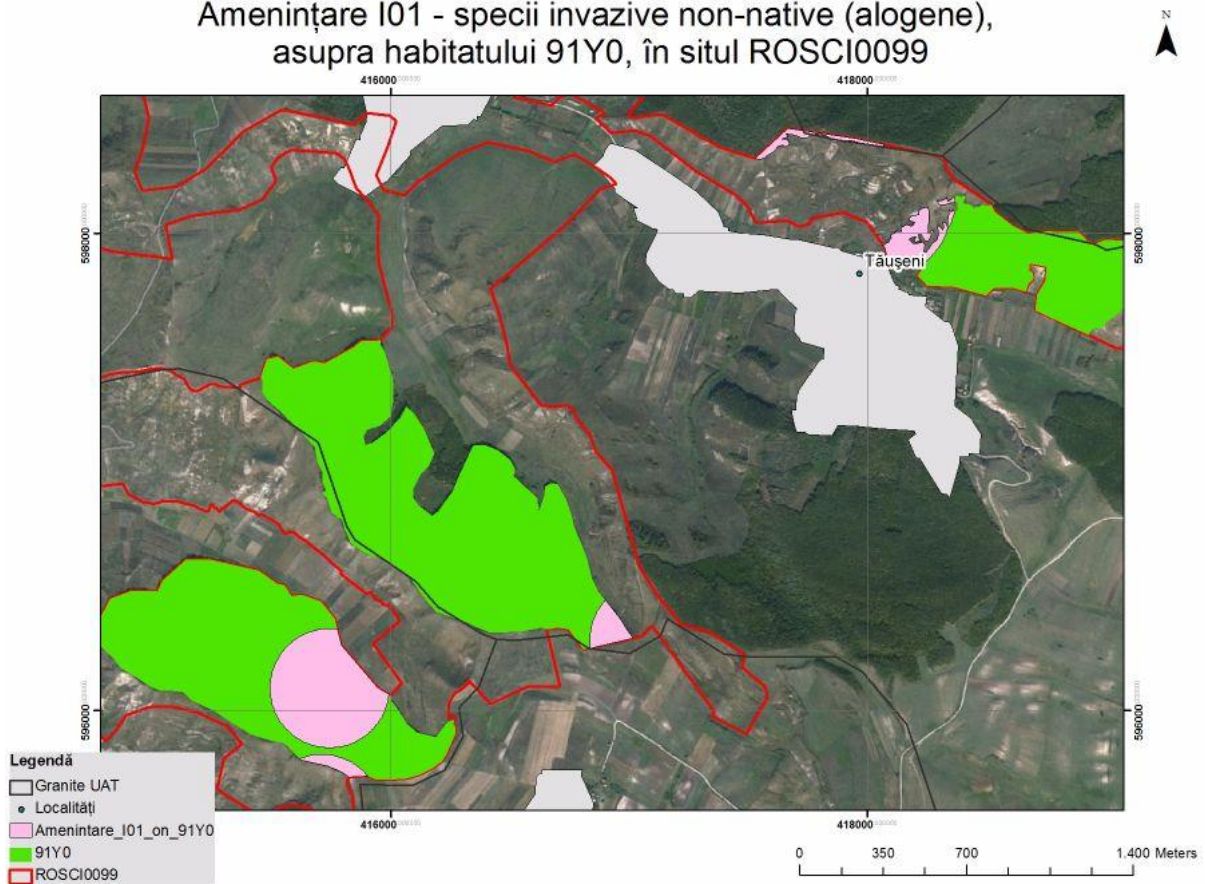 Amenințare I01 - specii invazive non-native (alogene),
asupra habitatului 91Y0, în situl ROSCI0099
N
416000
418000
598000
598000
Tăușeni
596000
596000
Legendă
Granite UAT
Localități
Amenintare_I01_on_91Y0
91Y0
ROSCI0099
416000
418000
0 350 700 1.400 Meters